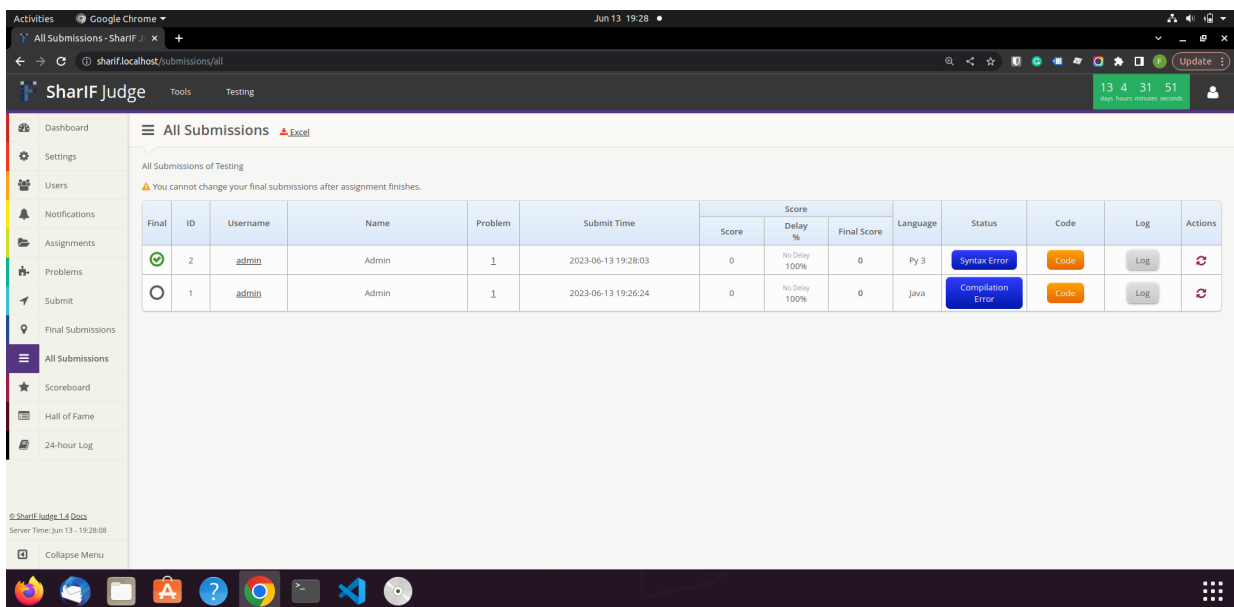 Activities Google Chrome Jun 13 19:28
All Submissions - SharIF J
sharif.localhost/submissions/all Update
SharIF Judge Tools Testing 13 4 31 51
days hours minutes seconds
Dashboard
Settings
Users
Notifications
Assignments
Problems
Submit
Final Submissions
All Submissions
Scoreboard
Hall of Fame
24-hour Log
© SharIF Judge 1.4 Docs
Server Time: Jun 13 - 19:28:08
Collapse Menu
All Submissions Excel
All Submissions of Testing
You cannot change your final submissions after assignment finishes.
Final ID Username Name Problem Submit Time Score Language Status Code Log Actions
Score Delay % Final Score
2 admin Admin 1 2023-06-13 19:28:03 0 No Delay 100% 0 Py 3 Syntax Error Code Log
1 admin Admin 1 2023-06-13 19:26:24 0 No Delay 100% 0 Java Compilation Error Code Log